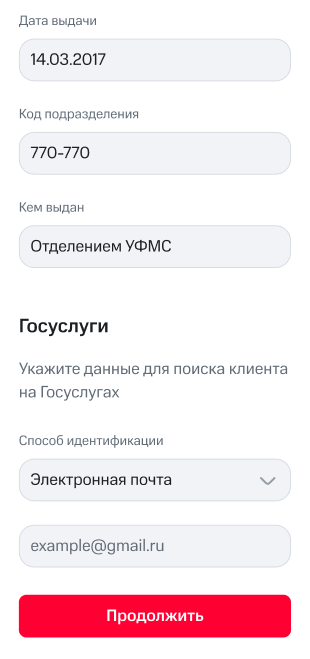 Дата выдачи
14.03.2017
Код подразделения
770-770
Кем выдан
Отделением УФМС
Госуслуги
Укажите данные для поиска клиента
на Госуслугах
Способ идентификации
Электронная почта
example@gmail.ru
Продолжить